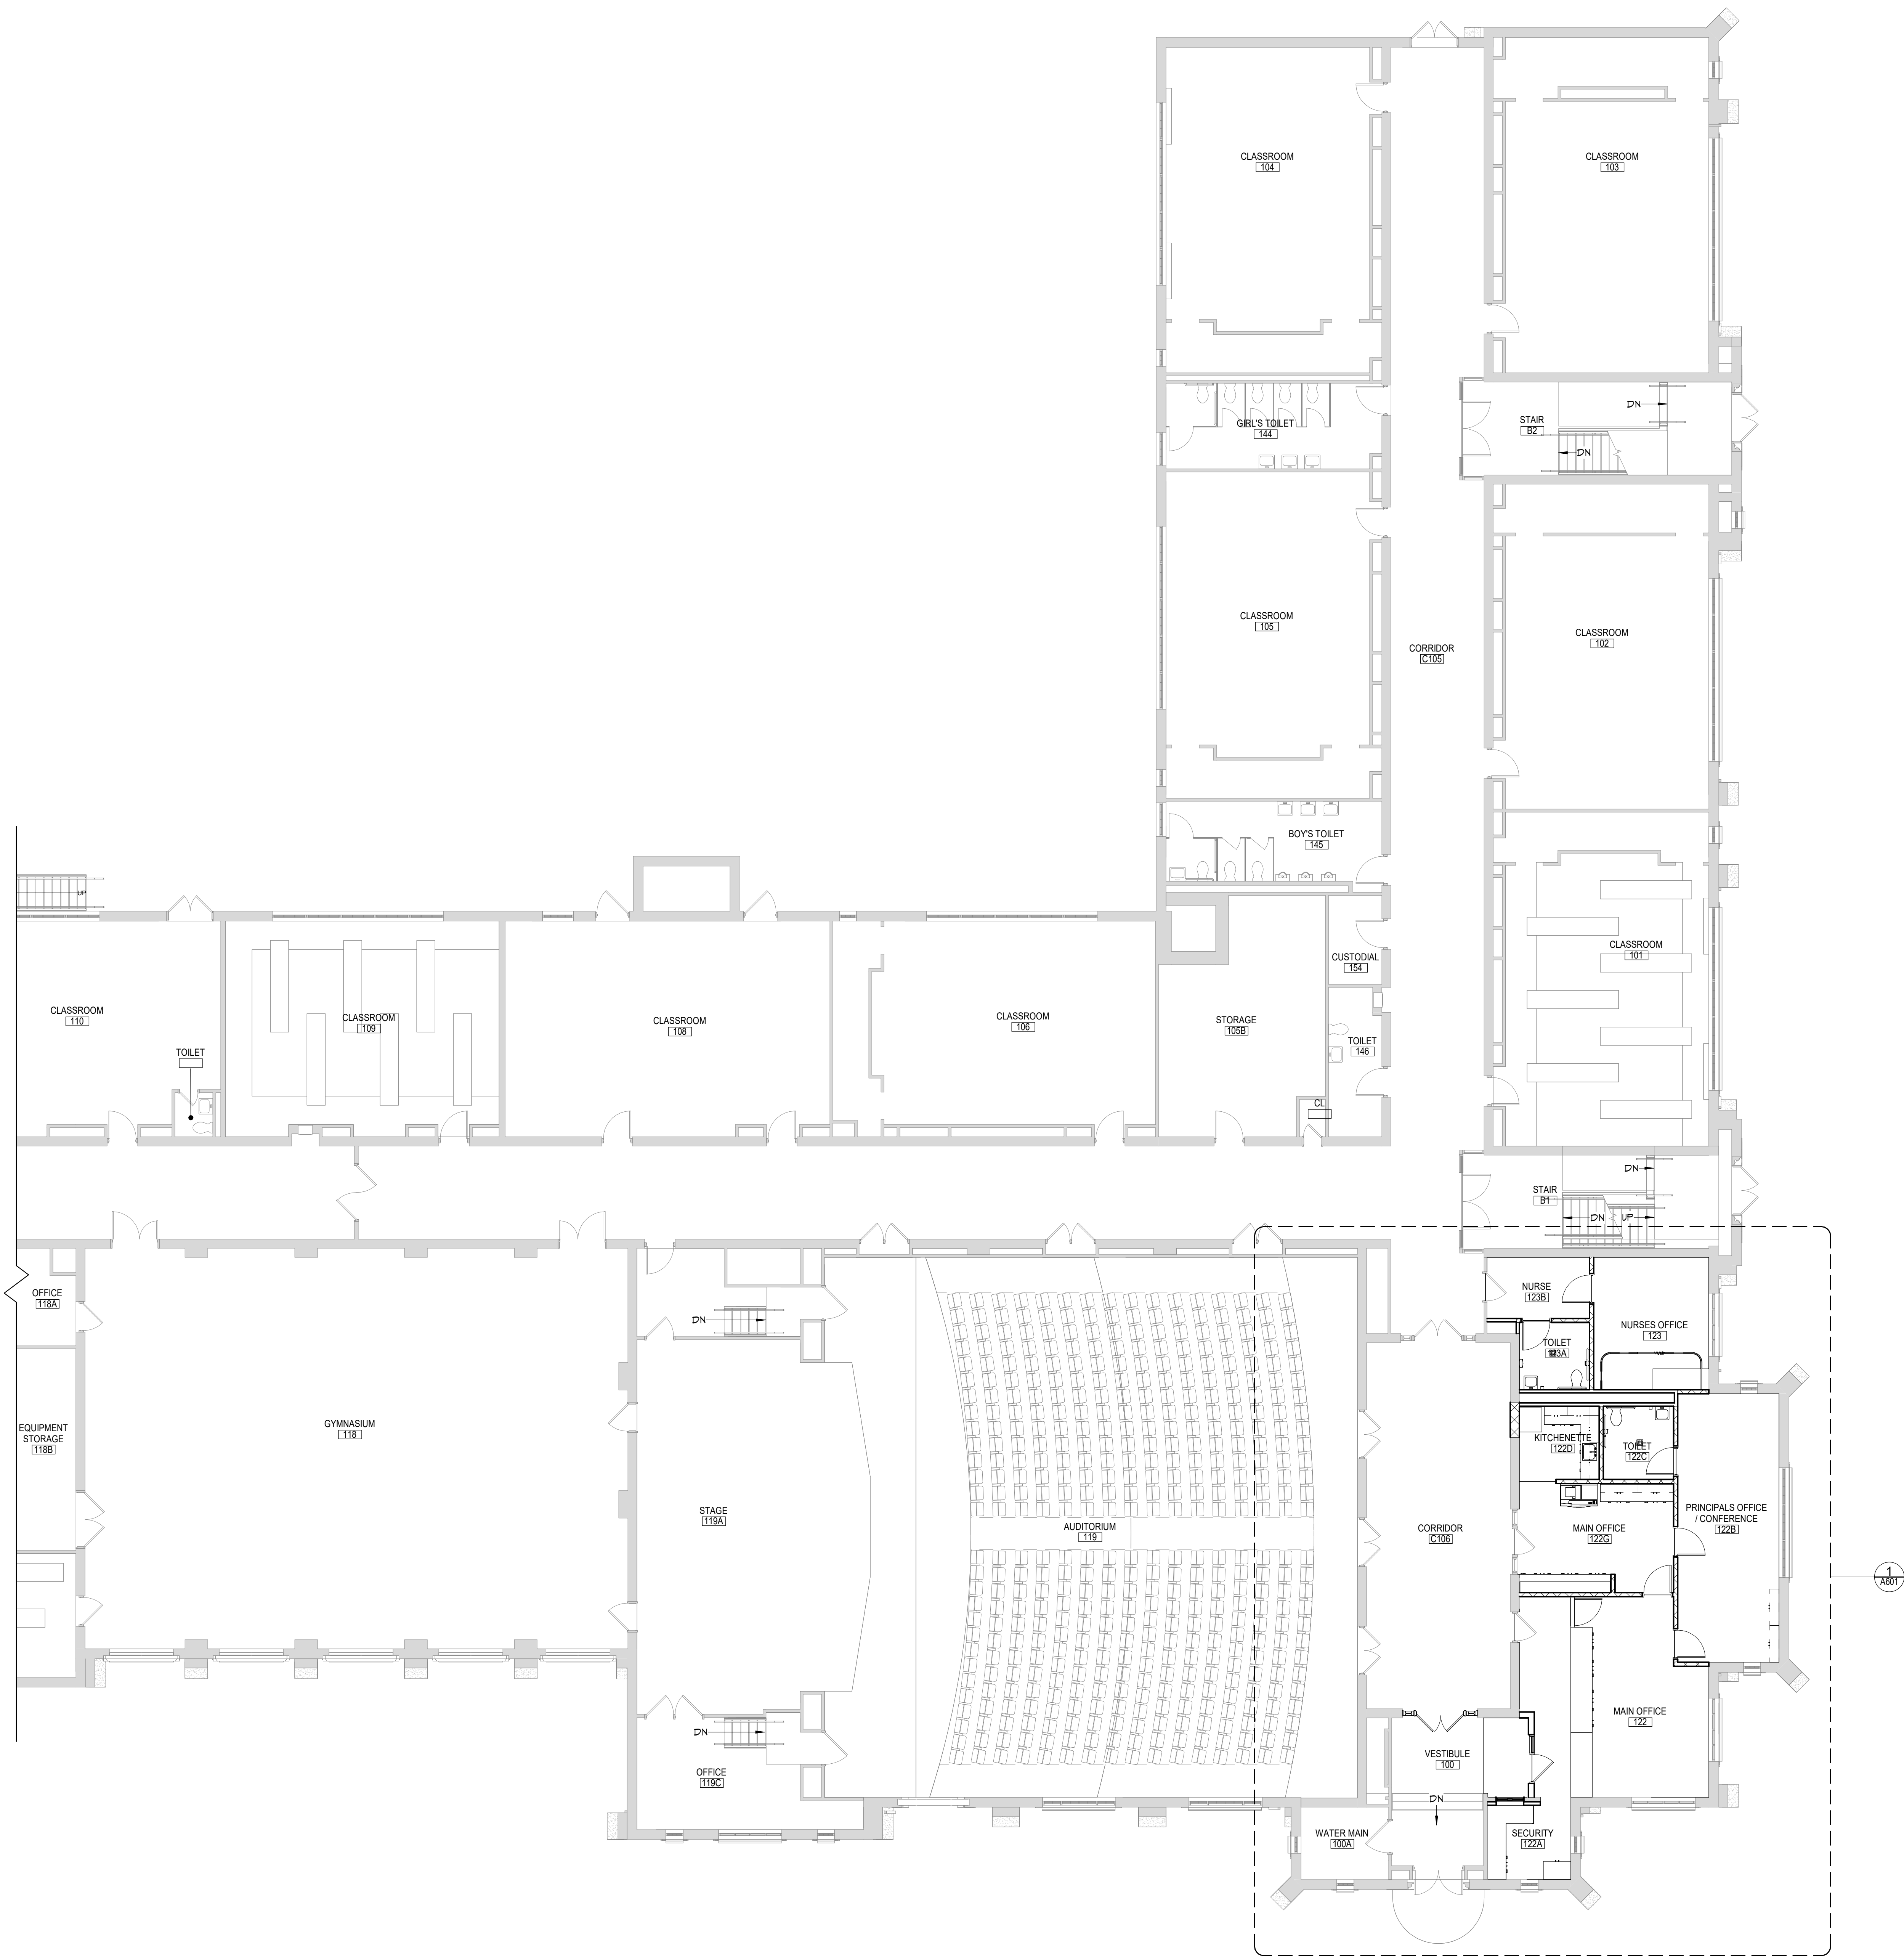 CLASSROOM
104
CLASSROOM
103
GIRL'S TOILET
144
STAIR
B2
DN
DN
CLASSROOM
105
CLASSROOM
102
CORRIDOR
C105
BOY'S TOILET
145
UP
CLASSROOM
101
CUSTODIAL
154
CLASSROOM
110
CLASSROOM
109
CLASSROOM
108
CLASSROOM
106
STORAGE
105B
TOILET
146
TOILET
CL
STAIR
B1
DN
DN
UP
OFFICE
118A
DN
NURSE
123B
NURSES OFFICE
123
TOILET
123A
EQUIPMENT
STORAGE
118B
GYMNASIUM
118
KITCHENETTE
122D
TOILET
122C
STAGE
119A
AUDITORIUM
119
CORRIDOR
C106
MAIN OFFICE
122G
PRINCIPALS OFFICE
/ CONFERENCE
122B
1
A601
MAIN OFFICE
122
DN
OFFICE
119C
VESTIBULE
100
DN
WATER MAIN
100A
SECURITY
122A